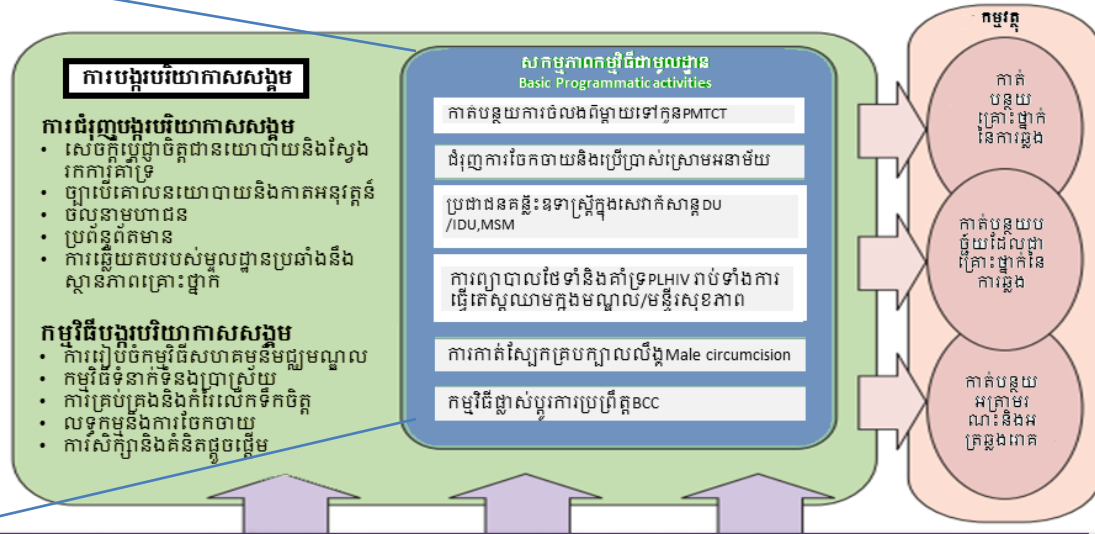 ការបង្ករបរិយាកាសសង្គម
ការជំរុញបង្ករបរិយាកាសសង្គម
• សេចក្តីប្តេជ្ញាចិត្តជានយោបាយនិងស្វែង
រកការគាំទ្រ
• ច្បាបើគោលនយោបាយនិងកាតអនុវត្តន៍
• ចលនាមហាជន
• ប្រព័ន្ធព័តមាន
• ការឆ្លើយតបរបស់មូលដ្ឋានប្រឆាំងនឹង
ស្ថានភាពគ្រោះថ្នាក់
កម្មវិធីបង្ករបរិយាកាសសង្គម
• ការរៀបចំកម្មវិធីសហគមន៍មជ្ឈមណ្ឌល
• កម្មវិធីទំនាក់ទំនងប្រាស្រ័យ
• ការគ្រប់គ្រងនិងកំរៃលើកទឹកចិត្ត
• លទ្ធកម្មនិងការចែកចាយ
• ការសិក្សានិងគំនិតផ្តួចផ្តើម
សកម្មភាពកម្មវិធីជាមូលដ្ឋាន
Basic Programmatic activities
កាត់បន្ថយការចំលងពីម្តាយទៅកូនPMTCT
ជំរុញការចែកចាយនិងប្រើប្រាស់ស្រោមអនាម័យ
ប្រជាជនគន្លឹះឧទាស្ត្រីក្នុងសេវាកំសាន្តDU
/IDU,MSM
ការព្យាបាលថែទាំនិងគាំទ្រPLHIV រាប់ទាំងការ
ធ្វើតេស្តឈាមក្នុងមណ្ឌល/មន្ទីរសុខភាព
ការកាត់ស្បែកគ្របក្បាលលឹង្គMale circumcision
កម្មវិធីផ្លាស់ប្តូរការប្រព្រឹត្តBCC
កម្មវត្ថុ
កាត់
បន្ថយ
គ្រោះថ្នាក់
នៃការឆ្លង
កាត់បន្ថយប
ច្ច័យដែលជា
គ្រោះថ្នាក់នៃ
ការឆ្លង
កាត់បន្ថយ
អត្រាមរ
ណះនិងអ
ត្រឆ្លងរោគ